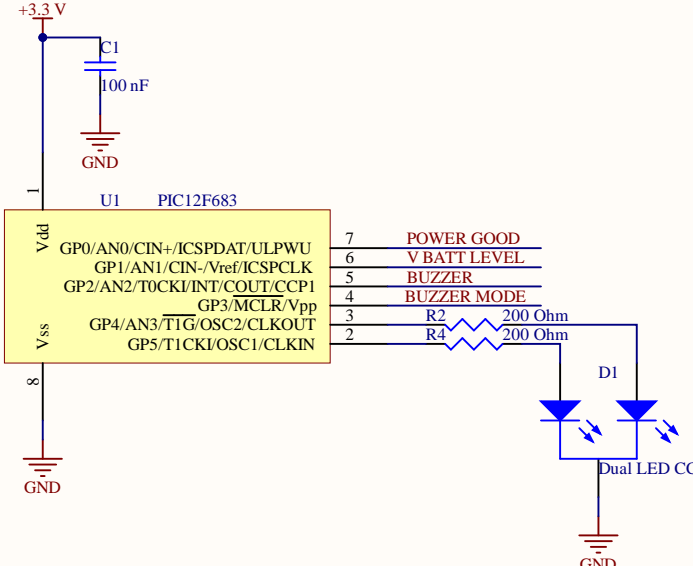 +3.3 V
C1
100 nF
GND
1
U1 PIC12F683
Vdd
GP0/AN0/CIN+/ICSPDAT/ULPWU 7 POWER GOOD
GP1/AN1/CIN-/Vref/ICSPCLK 6 V BATT LEVEL
GP2/AN2/T0CKI/INT/COUT/CCP1 5 BUZZER
GP3/MCLR/Vpp 4 BUZZER MODE
GP4/AN3/T1G/OSC2/CLKOUT 3 R2 200 Ohm
GP5/T1CKI/OSC1/CLKIN 2 R4 200 Ohm
Vss
8
D1
Dual LED CC
GND
GND